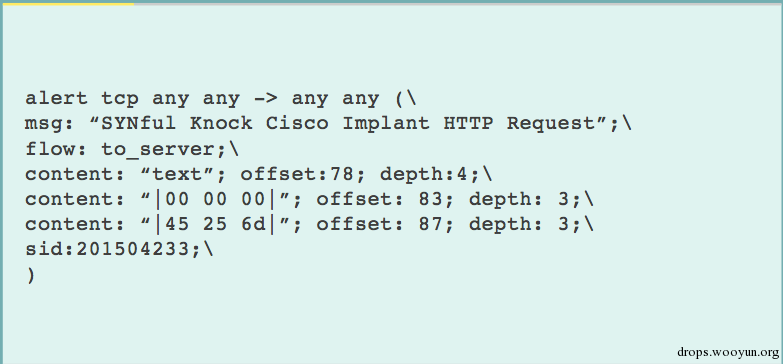 alert tcp any any -> any any (\
msg: “SYNful Knock Cisco Implant HTTP Request”;\
flow: to_server;\
content: “text”; offset:78; depth:4;\
content: “|00 00 00|”; offset: 83; depth: 3;\
content: “|45 25 6d|”; offset: 87; depth: 3;\
sid:201504233;\
)
drops.wooyun.org